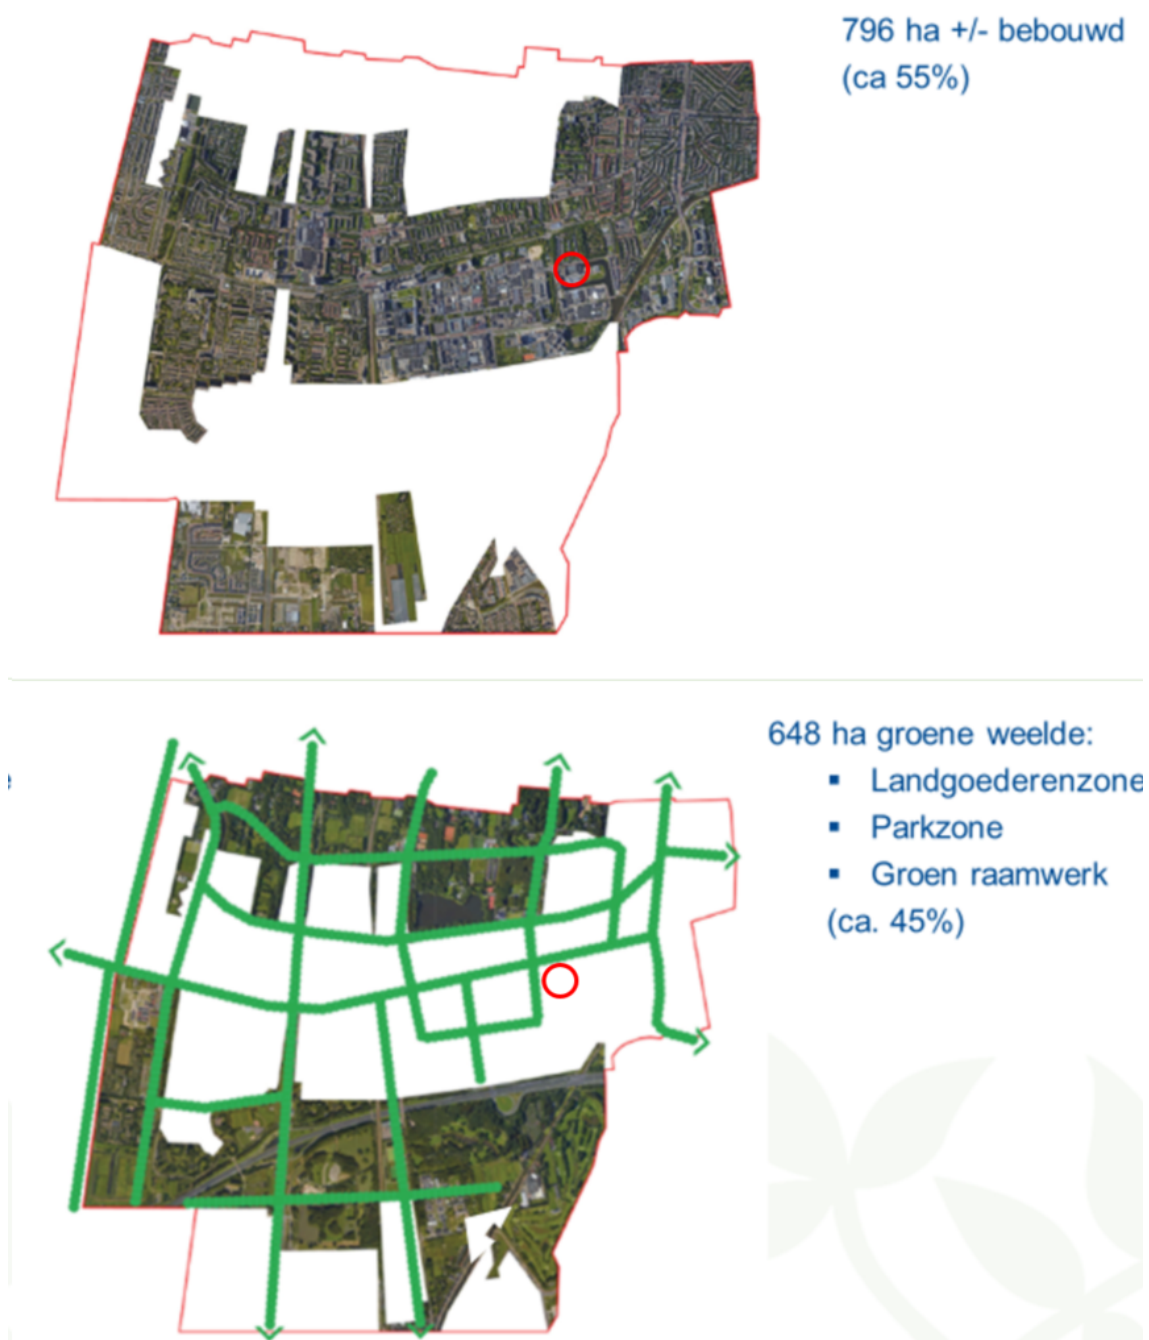 796 ha +/- bebouwd
(ca 55%)
648 ha groene weelde:
▪ Landgoederenzone
▪ Parkzone
▪ Groen raamwerk
(ca. 45%)